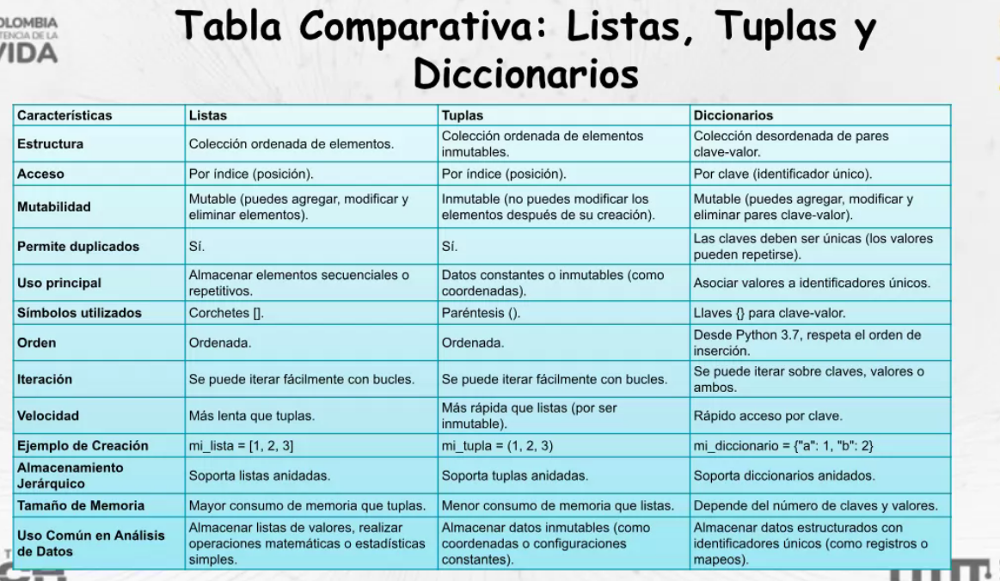 COLOMBIA
VIDA
Tabla Comparativa: Listas, Tuplas y
Diccionarios
Características Listas Tuplas Diccionarios
Estructura
Colección ordenada de elementos.
Colección ordenada de elementos
inmutables.
Colección desordenada de pares
clave-valor.
Acceso Por índice (posición). Por índice (posición). Por clave (identificador único).
Mutabilidad
Mutable (puedes agregar, modificar y
eliminar elementos).
Inmutable (no puedes modificar los
elementos después de su creación).
Mutable (puedes agregar, modificar y
eliminar pares clave-valor).
Permite duplicados
Sí.
Sí.
Las claves deben ser únicas (los valores
pueden repetirse).
Uso principal
Almacenar elementos secuenciales o
repetitivos.
Datos constantes o inmutables (como
coordenadas).
Asociar valores a identificadores únicos.
Símbolos utilizados Corchetes []. Paréntesis (). Llaves {} para clave-valor.
Orden
Ordenada.
Ordenada.
Desde Python 3.7, respeta el orden de
inserción.
Iteración
Se puede iterar fácilmente con bucles.
Se puede iterar fácilmente con bucles.
Se puede iterar sobre claves, valores o
ambos.
Velocidad
Más lenta que tuplas.
Más rápida que listas (por ser
inmutable).
Rápido acceso por clave.
Ejemplo de Creación mi_lista = [1, 2, 3] mi_tupla = (1, 2, 3) mi_diccionario = {"a": 1, "b": 2}
Almacenamiento
Jerárquico
Soporta listas anidadas.
Soporta tuplas anidadas.
Soporta diccionarios anidados.
Tamaño de Memoria Mayor consumo de memoria que tuplas. Menor consumo de memoria que listas. Depende del número de claves y valores.
Uso Común en Análisis
de Datos
Almacenar listas de valores, realizar
operaciones matemáticas o estadísticas
simples.
Almacenar datos inmutables (como
coordenadas o configuraciones
constantes).
Almacenar datos estructurados con
identificadores únicos (como registros o
mapeos).